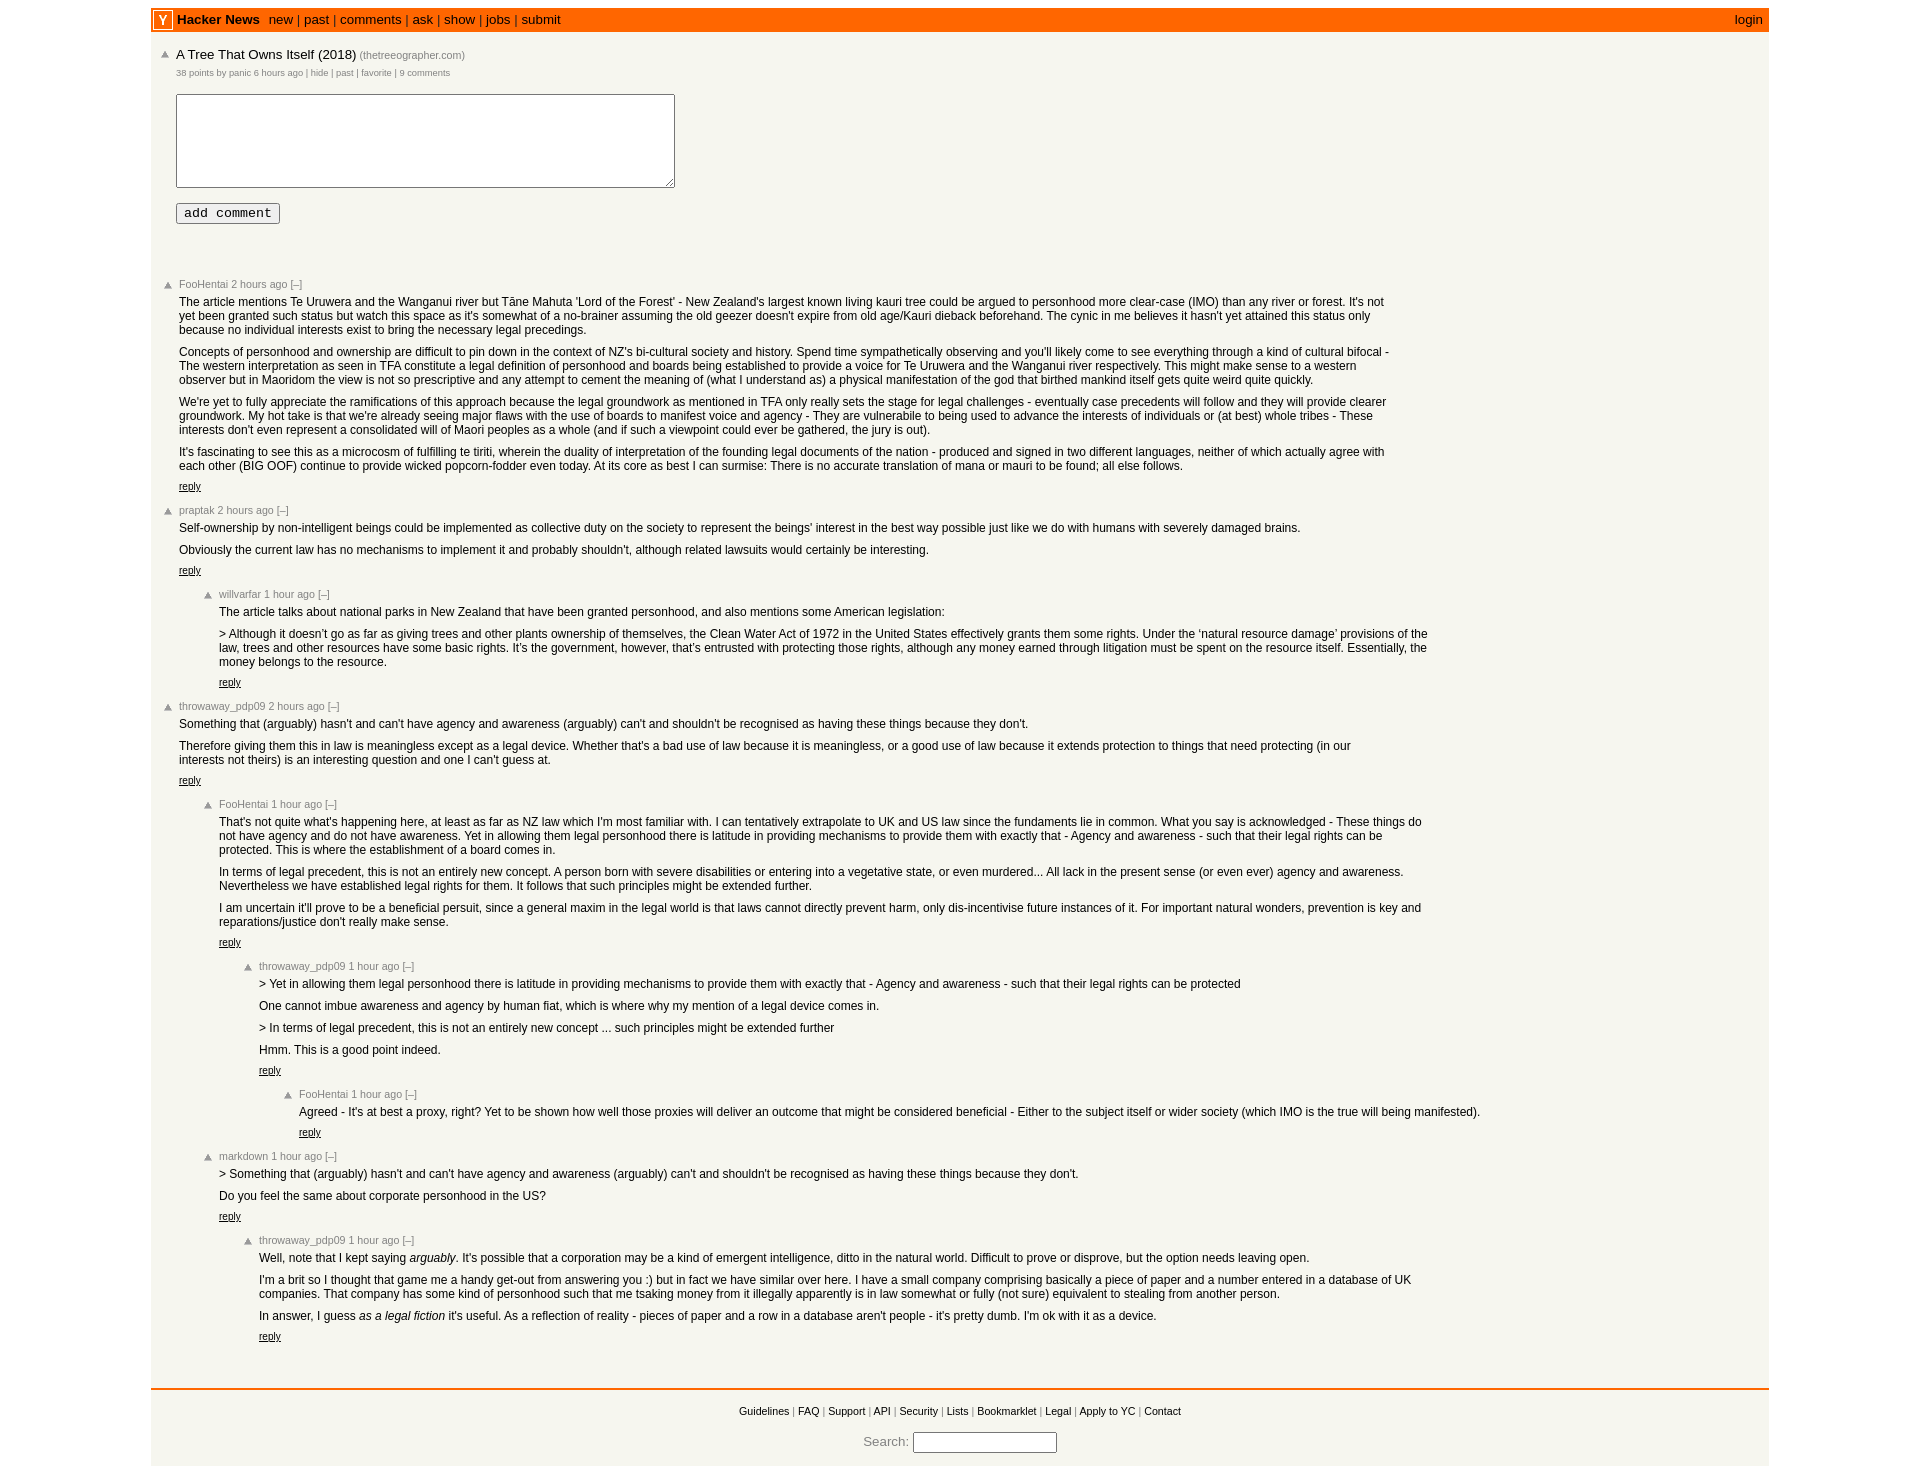 Y Hacker News new | past | comments | ask | show | jobs | submit login
A Tree That Owns Itself (2018) (thetreeographer.com)
38 points by panic 6 hours ago | hide | past | favorite | 9 comments
add comment
FooHentai 2 hours ago [–]
The article mentions Te Uruwera and the Wanganui river but Tāne Mahuta 'Lord of the Forest' - New Zealand's largest known living kauri tree could be argued to personhood more clear-case (IMO) than any river or forest. It's not
yet been granted such status but watch this space as it's somewhat of a no-brainer assuming the old geezer doesn't expire from old age/Kauri dieback beforehand. The cynic in me believes it hasn't yet attained this status only
because no individual interests exist to bring the necessary legal precedings.
Concepts of personhood and ownership are difficult to pin down in the context of NZ's bi-cultural society and history. Spend time sympathetically observing and you'll likely come to see everything through a kind of cultural bifocal -
The western interpretation as seen in TFA constitute a legal definition of personhood and boards being established to provide a voice for Te Uruwera and the Wanganui river respectively. This might make sense to a western
observer but in Maoridom the view is not so prescriptive and any attempt to cement the meaning of (what I understand as) a physical manifestation of the god that birthed mankind itself gets quite weird quite quickly.
We're yet to fully appreciate the ramifications of this approach because the legal groundwork as mentioned in TFA only really sets the stage for legal challenges - eventually case precedents will follow and they will provide clearer
groundwork. My hot take is that we're already seeing major flaws with the use of boards to manifest voice and agency - They are vulnerabile to being used to advance the interests of individuals or (at best) whole tribes - These
interests don't even represent a consolidated will of Maori peoples as a whole (and if such a viewpoint could ever be gathered, the jury is out).
It's fascinating to see this as a microcosm of fulfilling te tiriti, wherein the duality of interpretation of the founding legal documents of the nation - produced and signed in two different languages, neither of which actually agree with
each other (BIG OOF) continue to provide wicked popcorn-fodder even today. At its core as best I can surmise: There is no accurate translation of mana or mauri to be found; all else follows.
reply
praptak 2 hours ago [–]
Self-ownership by non-intelligent beings could be implemented as collective duty on the society to represent the beings' interest in the best way possible just like we do with humans with severely damaged brains.
Obviously the current law has no mechanisms to implement it and probably shouldn't, although related lawsuits would certainly be interesting.
reply
willvarfar 1 hour ago [–]
The article talks about national parks in New Zealand that have been granted personhood, and also mentions some American legislation:
> Although it doesn’t go as far as giving trees and other plants ownership of themselves, the Clean Water Act of 1972 in the United States effectively grants them some rights. Under the ‘natural resource damage’ provisions of the
law, trees and other resources have some basic rights. It’s the government, however, that’s entrusted with protecting those rights, although any money earned through litigation must be spent on the resource itself. Essentially, the
money belongs to the resource.
reply
throwaway_pdp09 2 hours ago [–]
Something that (arguably) hasn't and can't have agency and awareness (arguably) can't and shouldn't be recognised as having these things because they don't.
Therefore giving them this in law is meaningless except as a legal device. Whether that's a bad use of law because it is meaningless, or a good use of law because it extends protection to things that need protecting (in our
interests not theirs) is an interesting question and one I can't guess at.
reply
FooHentai 1 hour ago [–]
That's not quite what's happening here, at least as far as NZ law which I'm most familiar with. I can tentatively extrapolate to UK and US law since the fundaments lie in common. What you say is acknowledged - These things do
not have agency and do not have awareness. Yet in allowing them legal personhood there is latitude in providing mechanisms to provide them with exactly that - Agency and awareness - such that their legal rights can be
protected. This is where the establishment of a board comes in.
In terms of legal precedent, this is not an entirely new concept. A person born with severe disabilities or entering into a vegetative state, or even murdered... All lack in the present sense (or even ever) agency and awareness.
Nevertheless we have established legal rights for them. It follows that such principles might be extended further.
I am uncertain it'll prove to be a beneficial persuit, since a general maxim in the legal world is that laws cannot directly prevent harm, only dis-incentivise future instances of it. For important natural wonders, prevention is key and
reparations/justice don't really make sense.
reply
throwaway_pdp09 1 hour ago [–]
> Yet in allowing them legal personhood there is latitude in providing mechanisms to provide them with exactly that - Agency and awareness - such that their legal rights can be protected
One cannot imbue awareness and agency by human fiat, which is where why my mention of a legal device comes in.
> In terms of legal precedent, this is not an entirely new concept ... such principles might be extended further
Hmm. This is a good point indeed.
reply
FooHentai 1 hour ago [–]
Agreed - It's at best a proxy, right? Yet to be shown how well those proxies will deliver an outcome that might be considered beneficial - Either to the subject itself or wider society (which IMO is the true will being manifested).
reply
markdown 1 hour ago [–]
> Something that (arguably) hasn't and can't have agency and awareness (arguably) can't and shouldn't be recognised as having these things because they don't.
Do you feel the same about corporate personhood in the US?
reply
throwaway_pdp09 1 hour ago [–]
Well, note that I kept saying arguably. It's possible that a corporation may be a kind of emergent intelligence, ditto in the natural world. Difficult to prove or disprove, but the option needs leaving open.
I'm a brit so I thought that game me a handy get-out from answering you :) but in fact we have similar over here. I have a small company comprising basically a piece of paper and a number entered in a database of UK
companies. That company has some kind of personhood such that me tsaking money from it illegally apparently is in law somewhat or fully (not sure) equivalent to stealing from another person.
In answer, I guess as a legal fiction it's useful. As a reflection of reality - pieces of paper and a row in a database aren't people - it's pretty dumb. I'm ok with it as a device.
reply
Guidelines | FAQ | Support | API | Security | Lists | Bookmarklet | Legal | Apply to YC | Contact
Search: